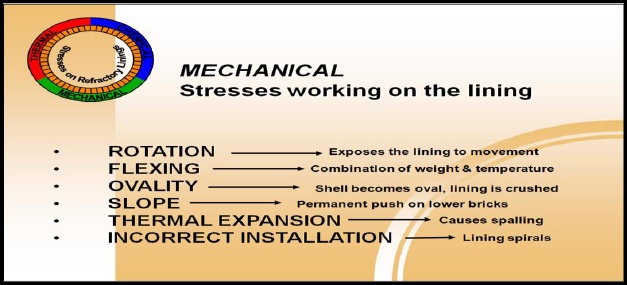 THERMAL
CHEMICAL
Stresses on Refractory Linings
MECHANICAL
MECHANICAL
Stresses working on the lining
• ROTATION Exposes the lining to movement
• FLEXING Combination of weight & temperature
• OVALITY Shell becomes oval, lining is crushed
• SLOPE Permanent push on lower bricks
• THERMAL EXPANSION Causes spalling
• INCORRECT INSTALLATION Lining spirals